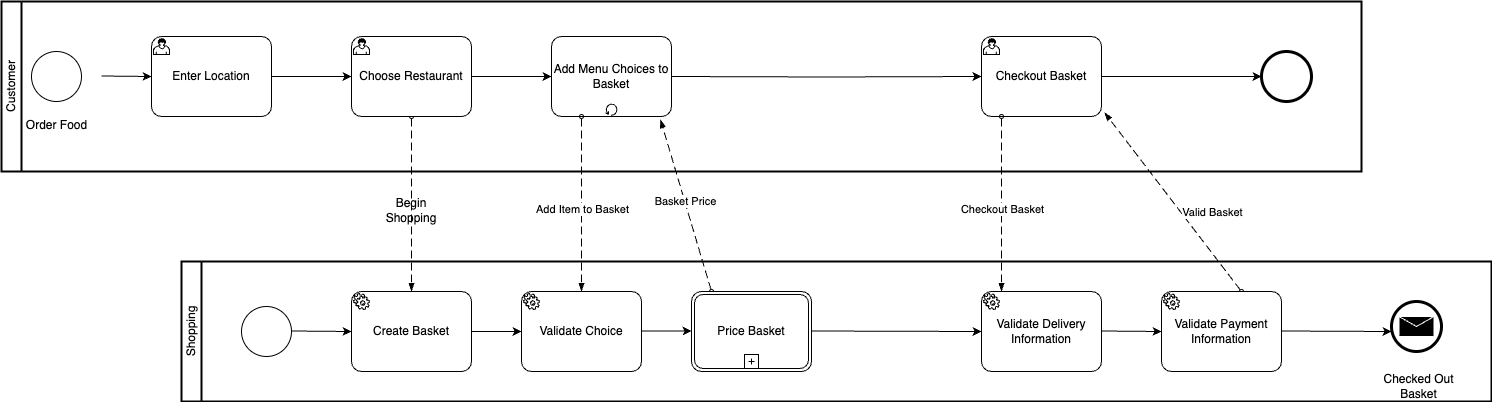 Customer
Order Food
Enter Location
Choose Restaurant
Add Menu Choices to
Basket
Checkout Basket
Begin
Shopping
Add Item to Basket
Basket Price
Checkout Basket
Valid Basket
Shopping
Create Basket
Validate Choice
Price Basket
Validate Delivery
Information
Validate Payment
Information
Checked Out
Basket